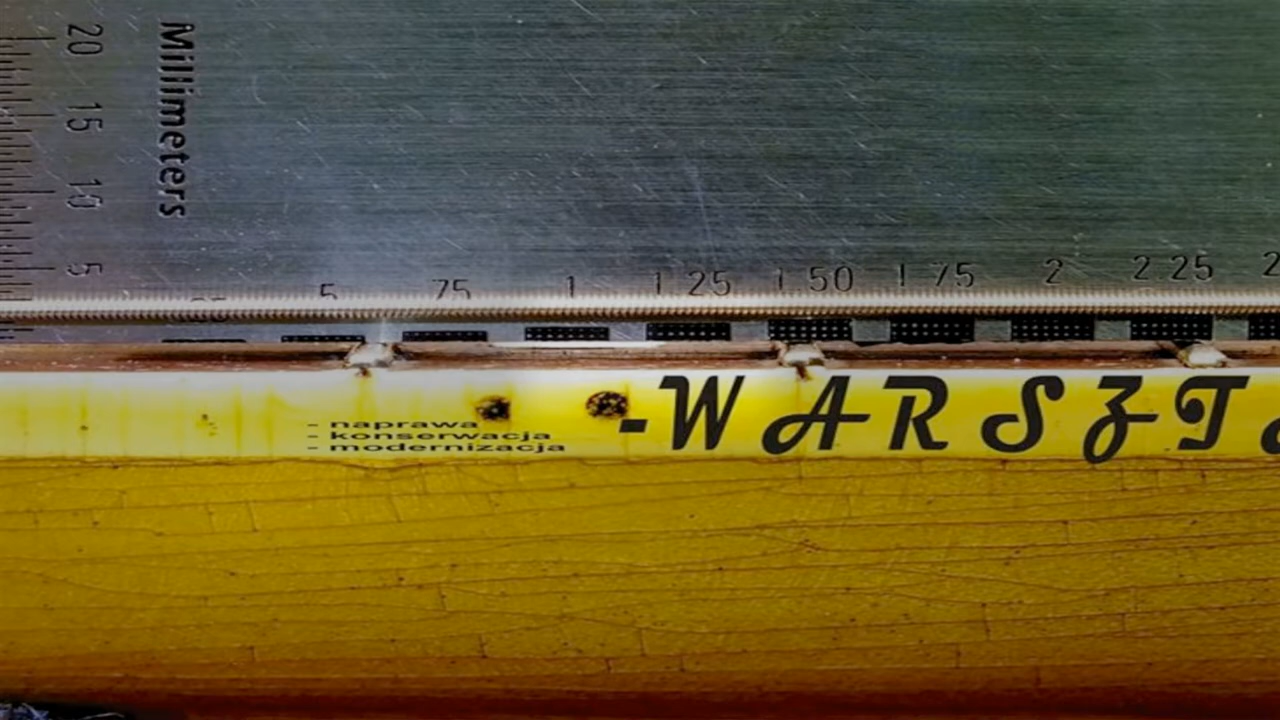 20
15
10
5
Millimeters
5 75 1 1 25 1 50 1 75 2 2 25
- naprawa
- konserwacja
- modernizacja
-WARSZT